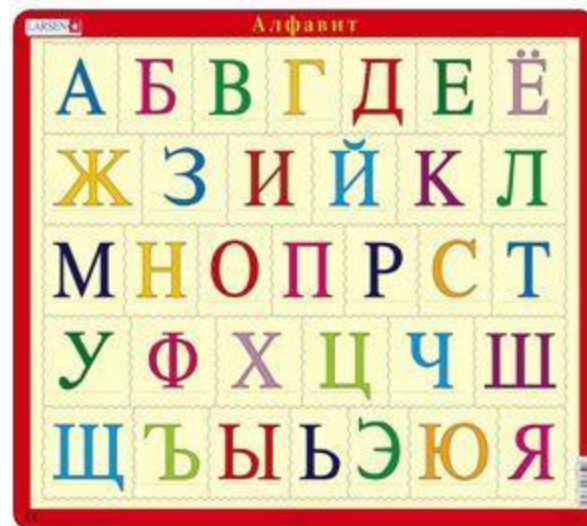 LARSEN
Алфавит
А Б В Г Д Е Ё
Ж З И Й К Л
М Н О П Р С Т
У Ф Х Ц Ч Ш
Щ Ъ Ы Ь Э Ю Я